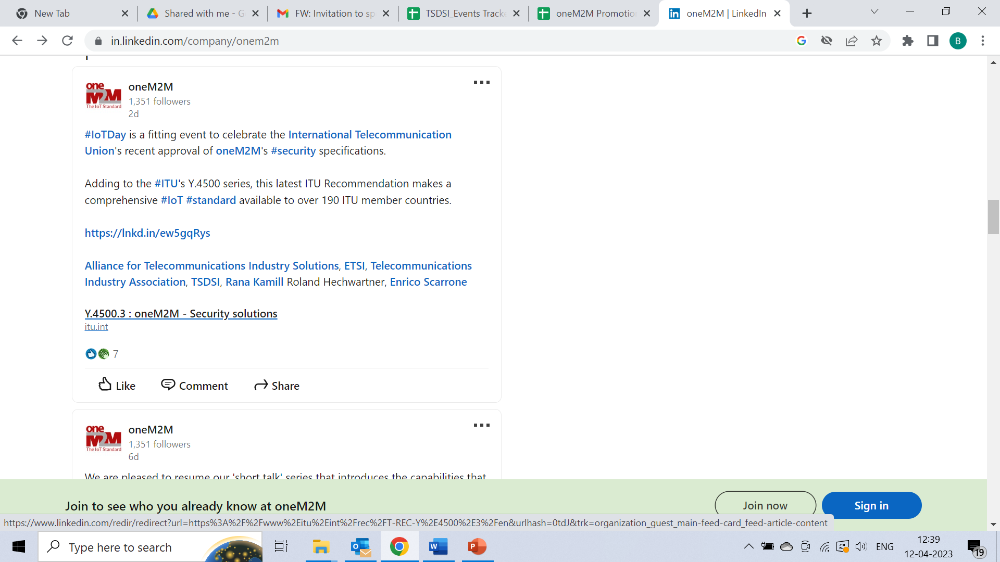 New Tab
Shared with me - G
FW: Invitation to sp
TSDSI_Events Tracke
oneM2M Promotio
oneM2M | LinkedIn
in.linkedin.com/company/onem2m
B
one
M2M
The IoT Standard
oneM2M
1,351 followers
2d
#IoTDay is a fitting event to celebrate the International Telecommunication
Union's recent approval of oneM2M's #security specifications.
Adding to the #ITU's Y.4500 series, this latest ITU Recommendation makes a
comprehensive #IoT #standard available to over 190 ITU member countries.
https://lnkd.in/ew5gqRys
Alliance for Telecommunications Industry Solutions, ETSI, Telecommunications
Industry Association, TSDSI, Rana Kamill Roland Hechwartner, Enrico Scarrone
Y.4500.3 : oneM2M - Security solutions
itu.int
7
Like
Comment
Share
one
M2M
The IoT Standard
oneM2M
1,351 followers
6d
We are pleased to resume our 'short talk' series that introduces the capabilities that
Join to see who you already know at oneM2M
Join now
Sign in
https://www.linkedin.com/redir/redirect?url=https%3A%2F%2Fwww%2Eitu%2Eint%2Frec%2FT-REC-Y%2E4500%2E3%2Fen&urlhash=0tdJ&trk=organization_guest_main-feed-card_feed-article-content
Type here to search
ENG
12:39
12-04-2023
19